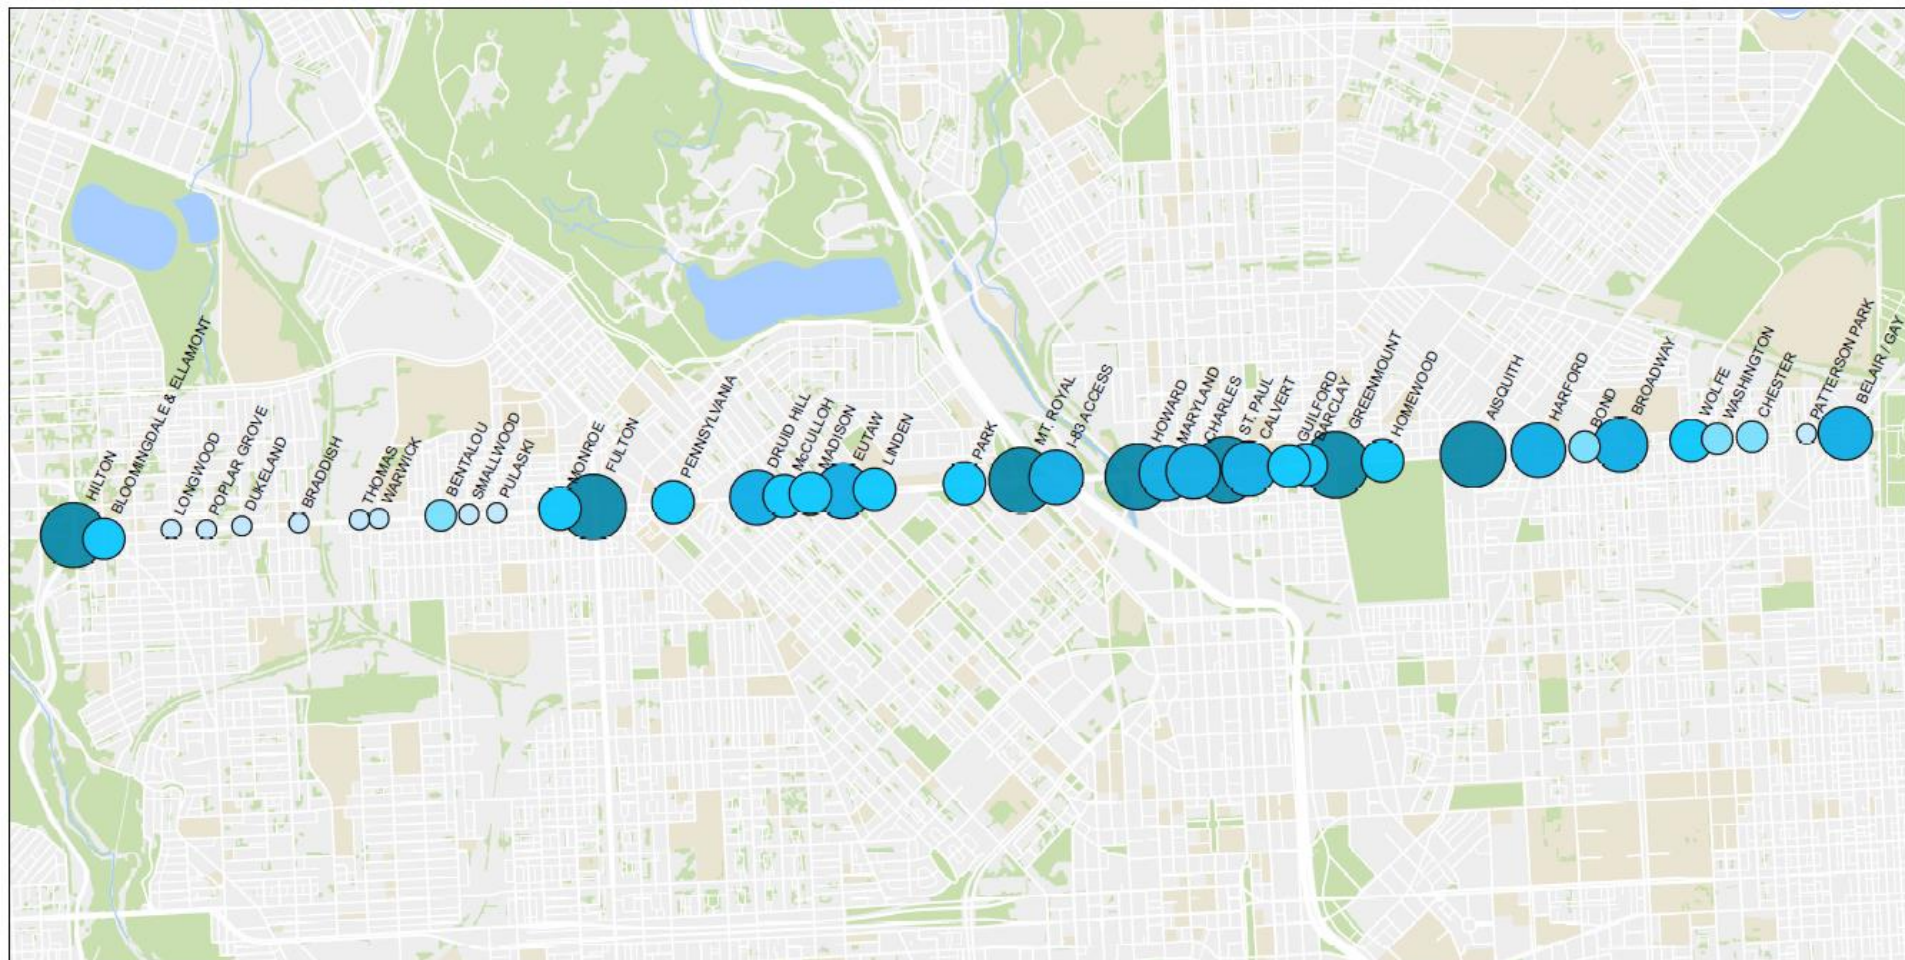 HILTON
BLOOMINGDALE & ELLAMONT
LONGWOOD
POPLAR GROVE
DUKELAND
BRADDISH
THOMAS
WARWICK
BENTALOU
SMALLWOOD
PULASKI
MONROE
FULTON
PENNSYLVANIA
DRUID HILL
McCULLOH
MADISON
EUTAW
LINDEN
PARK
MT. ROYAL
I-83 ACCESS
HOWARD
MARYLAND
CHARLES
ST. PAUL
CALVERT
GUILFORD
BARCLAY
GREENMOUNT
HOMEWOOD
AISQUITH
HARFORD
BOND
BROADWAY
WOLFE
WASHINGTON
CHESTER
PATTERSON PARK
BELAIR / GAY